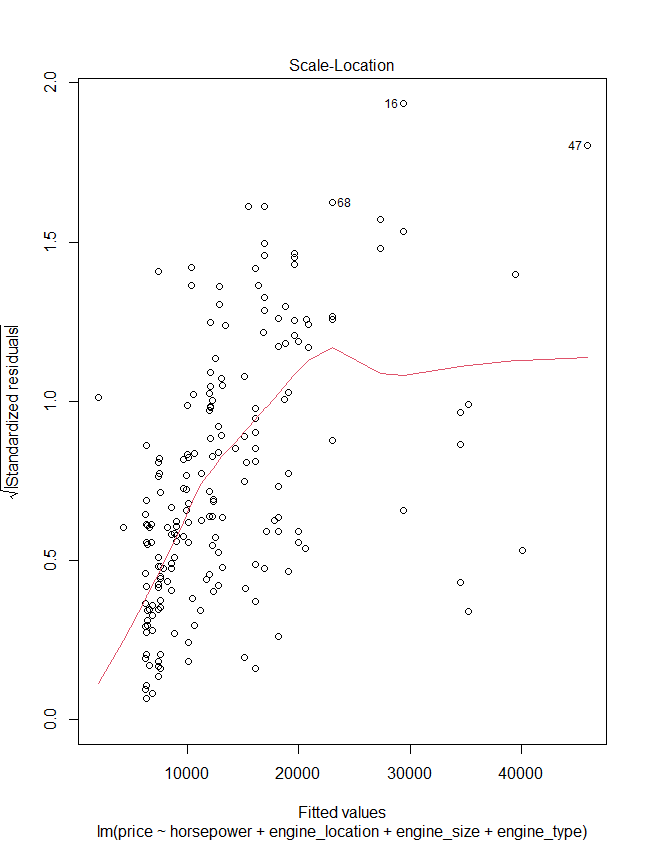 Scale-Location
√|Standardized residuals|
2.0
1.5
1.0
0.5
0.0
16
47
68
10000 20000 30000 40000
Fitted values
lm(price ~ horsepower + engine_location + engine_size + engine_type)